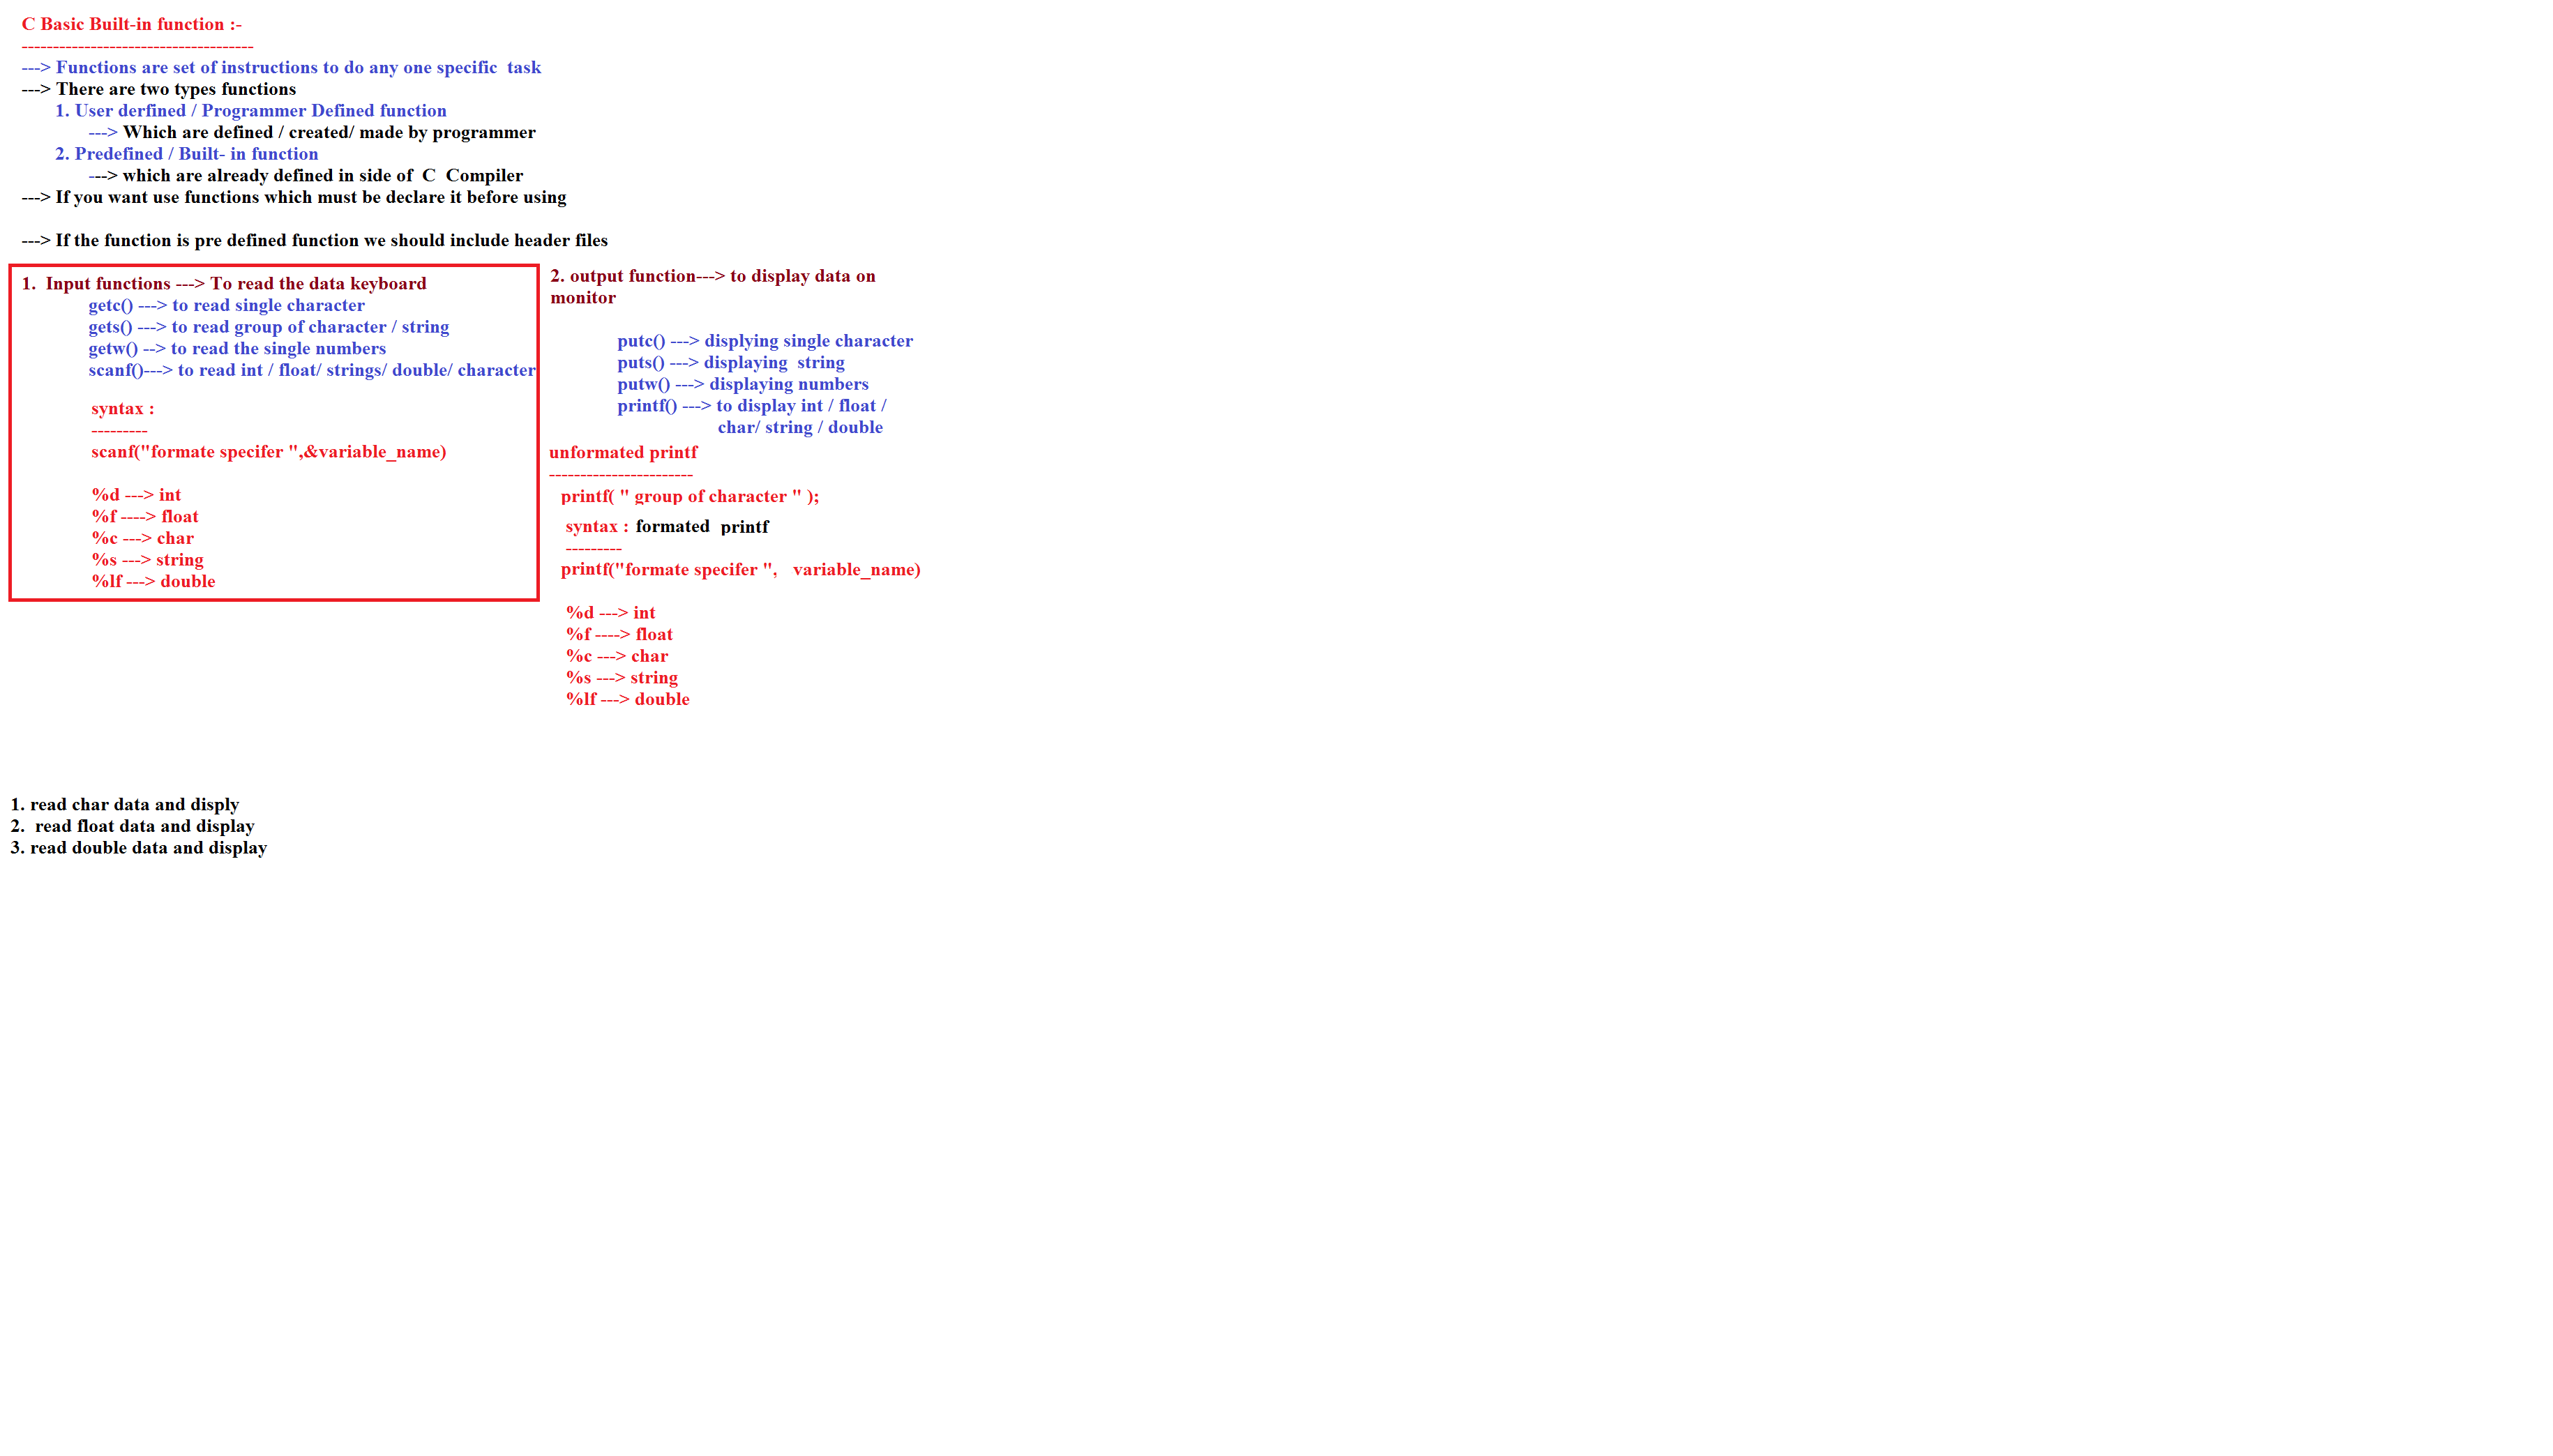 C Basic Built-in function :-
-------------------------------------
---> Functions are set of instructions to do any one specific  task
---> There are two types functions
1. User derfined / Programmer Defined function
---> Which are defined / created/ made by programmer
2. Predefined / Built- in function
---> which are already defined in side of  C  Compiler
---> If you want use functions which must be declare it before using
---> If the function is pre defined function we should include header files
1.  Input functions ---> To read the data keyboard
getc() ---> to read single character
gets() ---> to read group of character / string
getw() --> to read the single numbers
scanf()---> to read int / float/ strings/ double/ character
syntax :
---------
scanf("formate specifer ",&variable_name)
%d ---> int
%f ----> float
%c ---> char
%s ---> string
%lf ---> double
2. output function---> to display data on
monitor
putc() ---> displying single character
puts() ---> displaying  string
putw() ---> displaying numbers
printf() ---> to display int / float /
char/ string / double
unformated printf
-----------------------
printf( " group of character " );
syntax : formated  printf
---------
printf("formate specifer ",   variable_name)
%d ---> int
%f ----> float
%c ---> char
%s ---> string
%lf ---> double
1. read char data and disply
2.  read float data and display
3. read double data and display